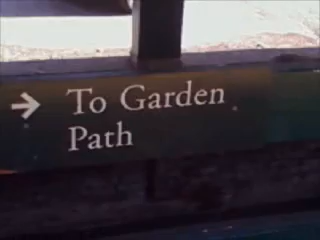 → To Garden
Path